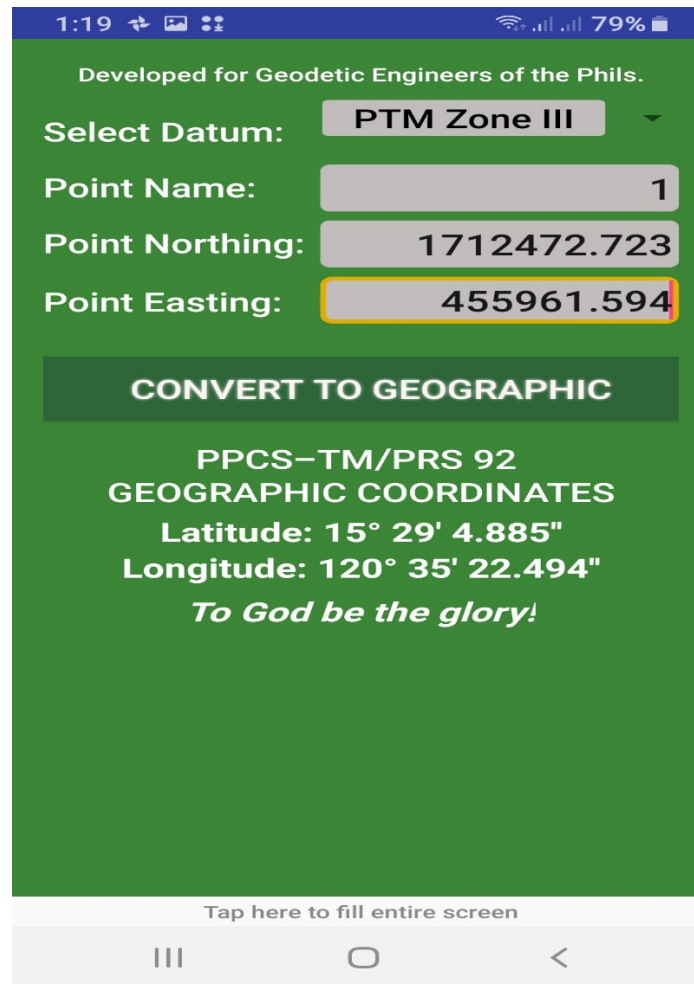 1:19 79%
Developed for Geodetic Engineers of the Phils.
Select Datum: PTM Zone III
Point Name: 1
Point Northing: 1712472.723
Point Easting: 455961.594
CONVERT TO GEOGRAPHIC
PPCS–TM/PRS 92
GEOGRAPHIC COORDINATES
Latitude: 15° 29' 4.885"
Longitude: 120° 35' 22.494"
To God be the glory!
Tap here to fill entire screen